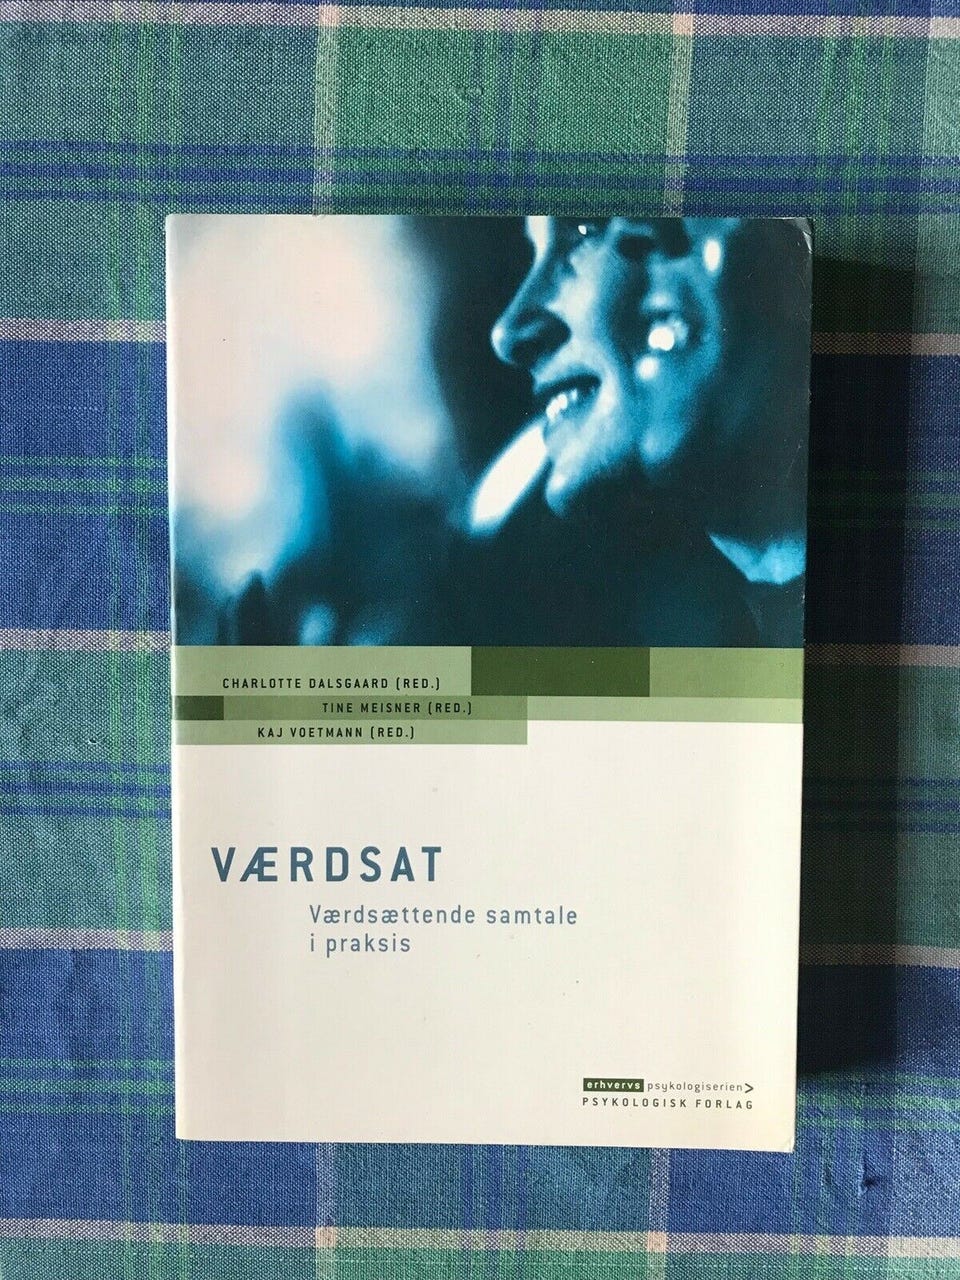 CHARLOTTE DALSGAARD (RED.)
TINE MEISNER (RED.)
KAJ VOETMANN (RED.)
VÆRDSAT
Værdsættende samtale
i praksis
erhvervs psykologiserien>
PSYKOLOGISK FORLAG